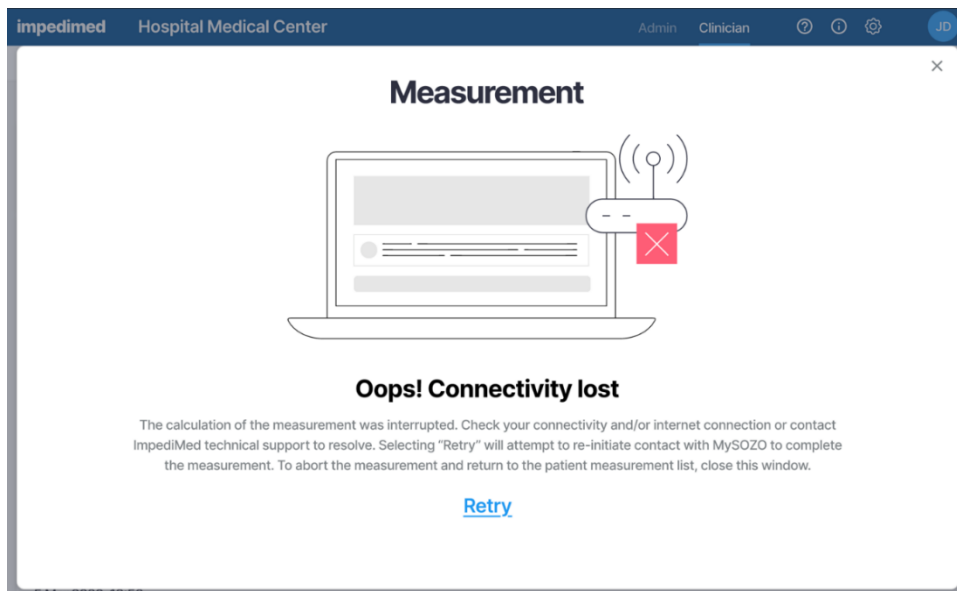 impedimed Hospital Medical Center Admin Clinician JD
Measurement
Oops! Connectivity lost
The calculation of the measurement was interrupted. Check your connectivity and/or internet connection or contact
ImpediMed technical support to resolve. Selecting “Retry” will attempt to re-initiate contact with MySOZO to complete
the measurement. To abort the measurement and return to the patient measurement list, close this window.
Retry